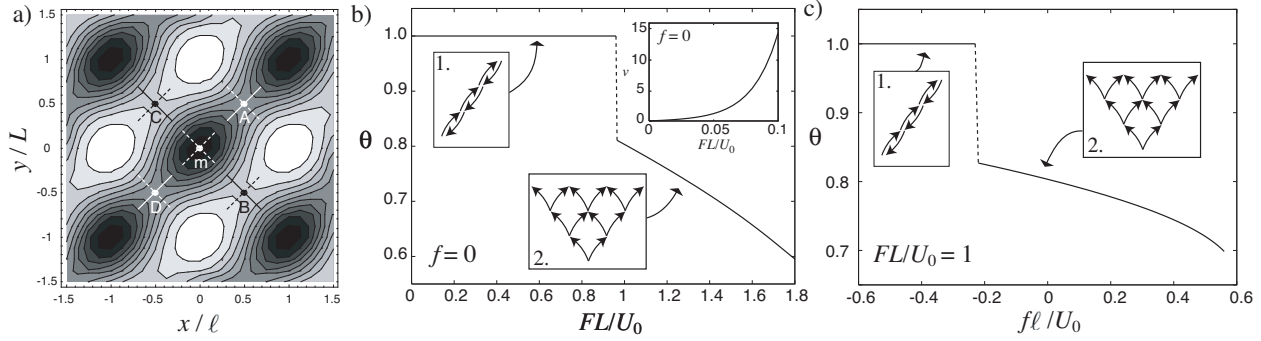 a)
1.5
1
0.5
0
-0.5
1
-1.5
y / L
-1.5
-1
-0.5
0
0.5
1
1.5
x / ℓ
C
A
m
D
B
b)
1.0
0.9
0.8
0.7
0.6
θ
0
0.2
0.4
0.6
0.8
1
1.2
1.4
1.6
1.8
FL/U₀
1.
2.
f = 0
f = 0
15
10
5
0
v
0
0.05
0.1
FL/U₀
c)
1.0
0.9
0.8
0.7
θ
-0.6
-0.4
-0.2
0
0.2
0.4
0.6
fℓ /U₀
1.
2.
FL/U₀ = 1